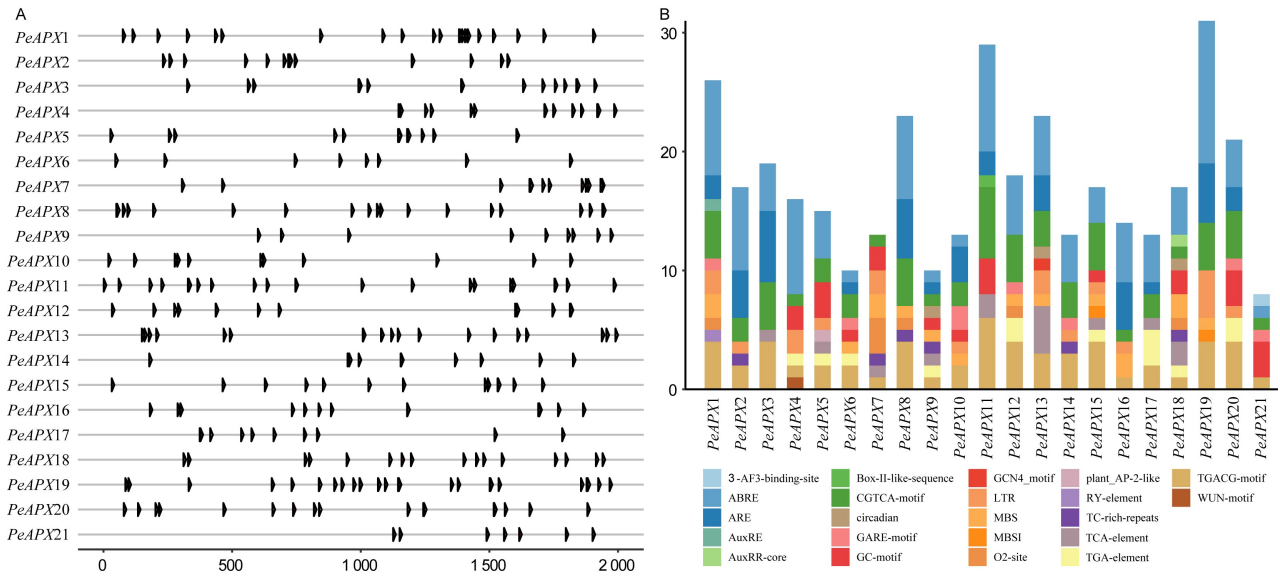 A
PeAPX1
PeAPX2
PeAPX3
PeAPX4
PeAPX5
PeAPX6
PeAPX7
PeAPX8
PeAPX9
PeAPX10
PeAPX11
PeAPX12
PeAPX13
PeAPX14
PeAPX15
PeAPX16
PeAPX17
PeAPX18
PeAPX19
PeAPX20
PeAPX21
0 500 1 000 1 500 2 000
B
30
20
10
0
PeAPX1 PeAPX2 PeAPX3 PeAPX4 PeAPX5 PeAPX6 PeAPX7 PeAPX8 PeAPX9 PeAPX10 PeAPX11 PeAPX12 PeAPX13 PeAPX14 PeAPX15 PeAPX16 PeAPX17 PeAPX18 PeAPX19 PeAPX20 PeAPX21
3-AF3-binding-site
ABRE
ARE
AuxRE
AuxRR-core
Box-II-like-sequence
CGTCA-motif
circadian
GARE-motif
GC-motif
GCN4_motif
LTR
MBS
MBSI
O2-site
plant_AP-2-like
RY-element
TC-rich-repeats
TCA-element
TGA-element
TGACG-motif
WUN-motif